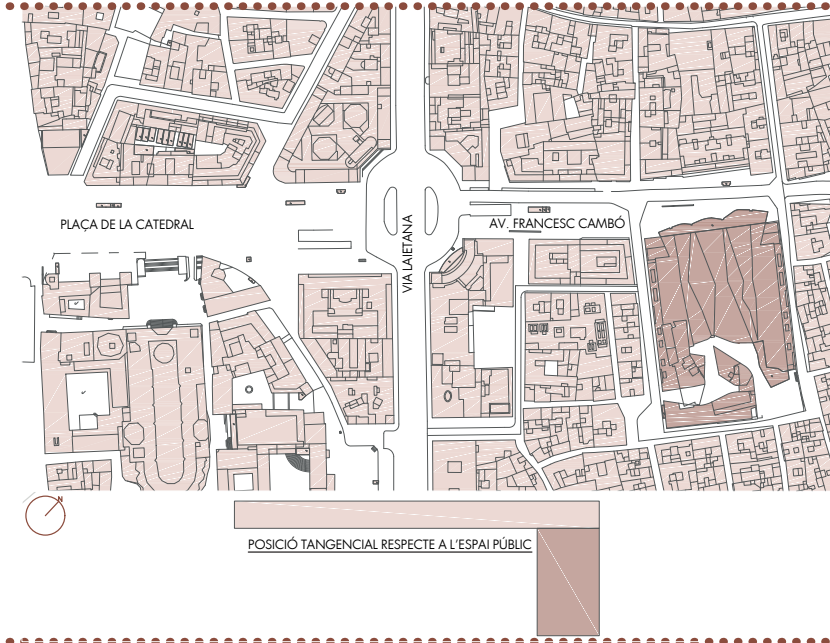 PLAÇA DE LA CATEDRAL
VIA LAIETANA
AV. FRANCESC CAMBÓ
N
POSICIÓ TANGENCIAL RESPECTE A L'ESPAI PÚBLIC